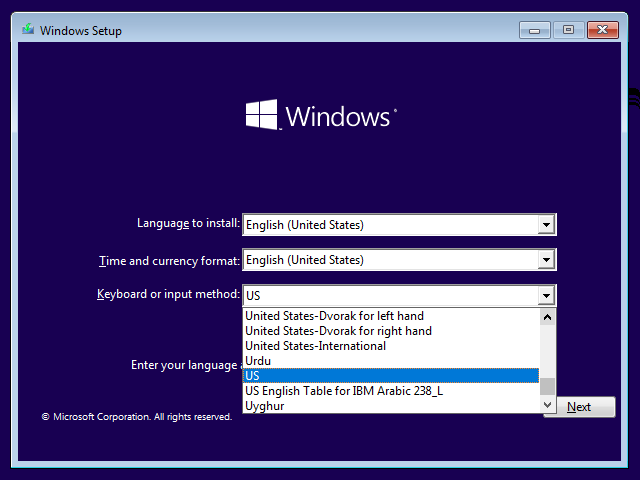 Windows Setup
Windows
Language to install: English (United States)
Time and currency format: English (United States)
Keyboard or input method: US
United States-Dvorak for left hand
United States-Dvorak for right hand
United States-International
Urdu
Enter your language
US
US English Table for IBM Arabic 238_L
Uyghur
Next
© Microsoft Corporation. All rights reserved.